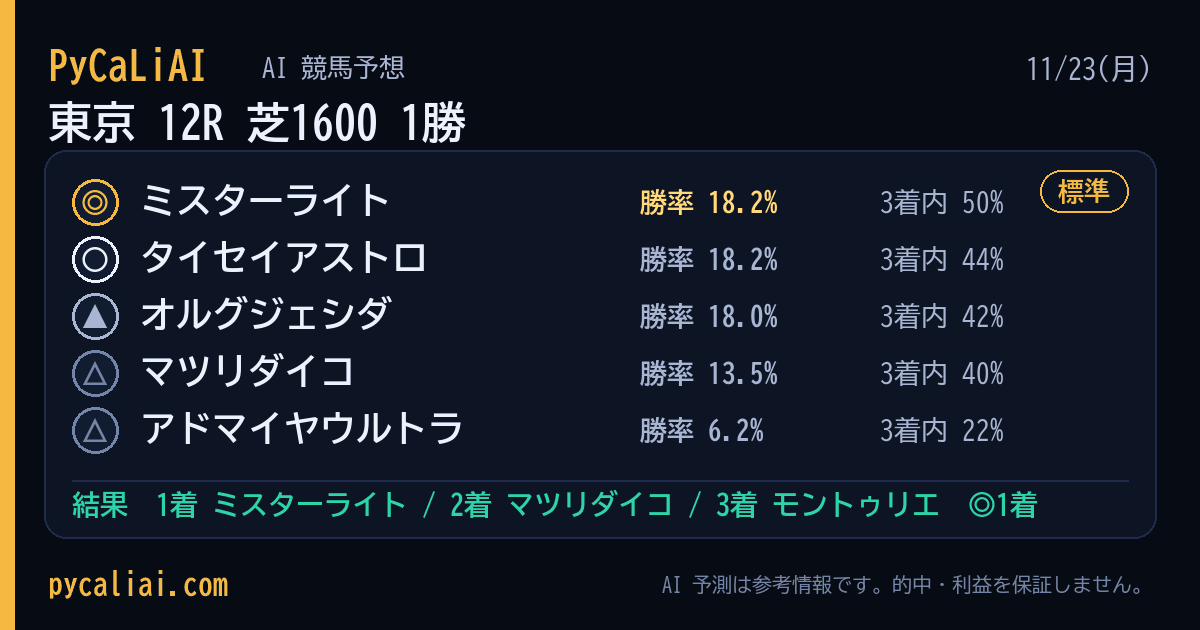 PyCaLiAI AI 競馬予想 11/23(月)
東京 12R 芝1600 1勝
◎ ミスターライト 勝率 18.2% 3着内 50% 標準
○ タイセイアストロ 勝率 18.2% 3着内 44%
▲ オルグジェシダ 勝率 18.0% 3着内 42%
△ マツリダイコ 勝率 13.5% 3着内 40%
△ アドマイヤウルトラ 勝率 6.2% 3着内 22%
結果 1着 ミスターライト / 2着 マツリダイコ / 3着 モントゥリエ ◎1着
pycaliai.com AI 予測は参考情報です。的中・利益を保証しません。